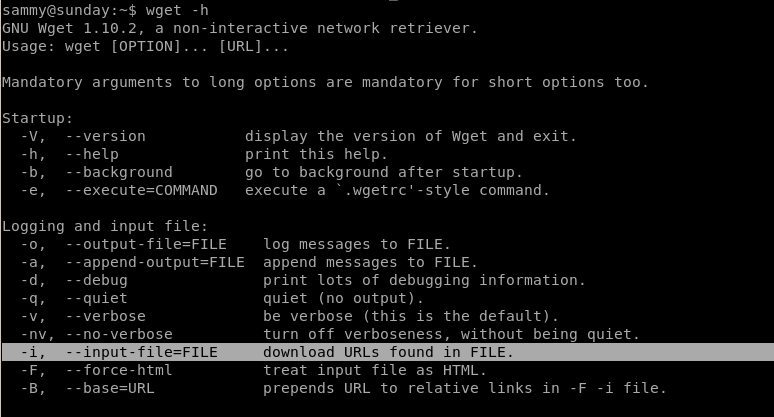 sammy@sunday:~$ wget -h
GNU Wget 1.10.2, a non-interactive network retriever.
Usage: wget [OPTION]... [URL]...

Mandatory arguments to long options are mandatory for short options too.

Startup:
  -V,  --version           display the version of Wget and exit.
  -h,  --help              print this help.
  -b,  --background        go to background after startup.
  -e,  --execute=COMMAND   execute a `.wgetrc'-style command.

Logging and input file:
  -o,  --output-file=FILE    log messages to FILE.
  -a,  --append-output=FILE  append messages to FILE.
  -d,  --debug               print lots of debugging information.
  -q,  --quiet               quiet (no output).
  -v,  --verbose             be verbose (this is the default).
  -nv, --no-verbose          turn off verboseness, without being quiet.
  -i,  --input-file=FILE     download URLs found in FILE.
  -F,  --force-html          treat input file as HTML.
  -B,  --base=URL            prepends URL to relative links in -F -i file.